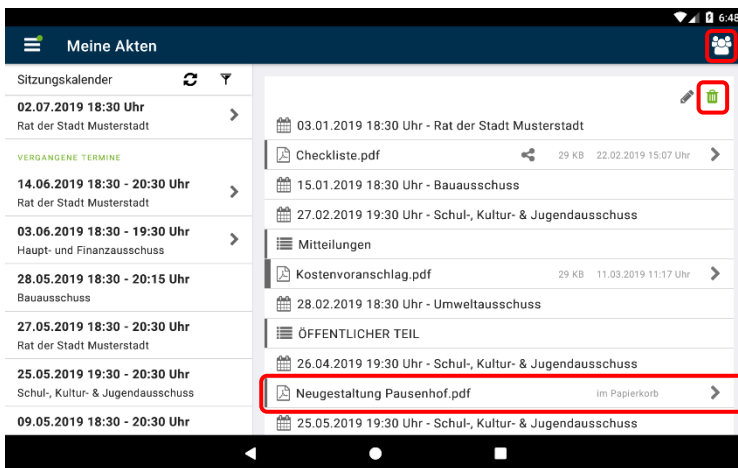 6:48
Meine Akten
Sitzungskalender
02.07.2019 18:30 Uhr
Rat der Stadt Musterstadt
VERGANGENE TERMINE
14.06.2019 18:30 - 20:30 Uhr
Rat der Stadt Musterstadt
03.06.2019 18:30 - 19:30 Uhr
Haupt- und Finanzausschuss
28.05.2019 18:30 - 20:15 Uhr
Bauausschuss
27.05.2019 18:30 - 20:30 Uhr
Rat der Stadt Musterstadt
25.05.2019 19:30 - 20:30 Uhr
Schul-, Kultur- & Jugendausschuss
09.05.2019 18:30 - 20:30 Uhr
03.01.2019 18:30 Uhr - Rat der Stadt Musterstadt
Checkliste.pdf 29 KB 22.02.2019 15:07 Uhr
15.01.2019 18:30 Uhr - Bauausschuss
27.02.2019 19:30 Uhr - Schul-, Kultur- & Jugendausschuss
Mitteilungen
Kostenvoranschlag.pdf 29 KB 11.03.2019 11:17 Uhr
28.02.2019 18:30 Uhr - Umweltausschuss
ÖFFENTLICHER TEIL
26.04.2019 19:30 Uhr - Schul-, Kultur- & Jugendausschuss
Neugestaltung Pausenhof.pdf im Papierkorb
25.05.2019 19:30 Uhr - Schul-, Kultur- & Jugendausschuss